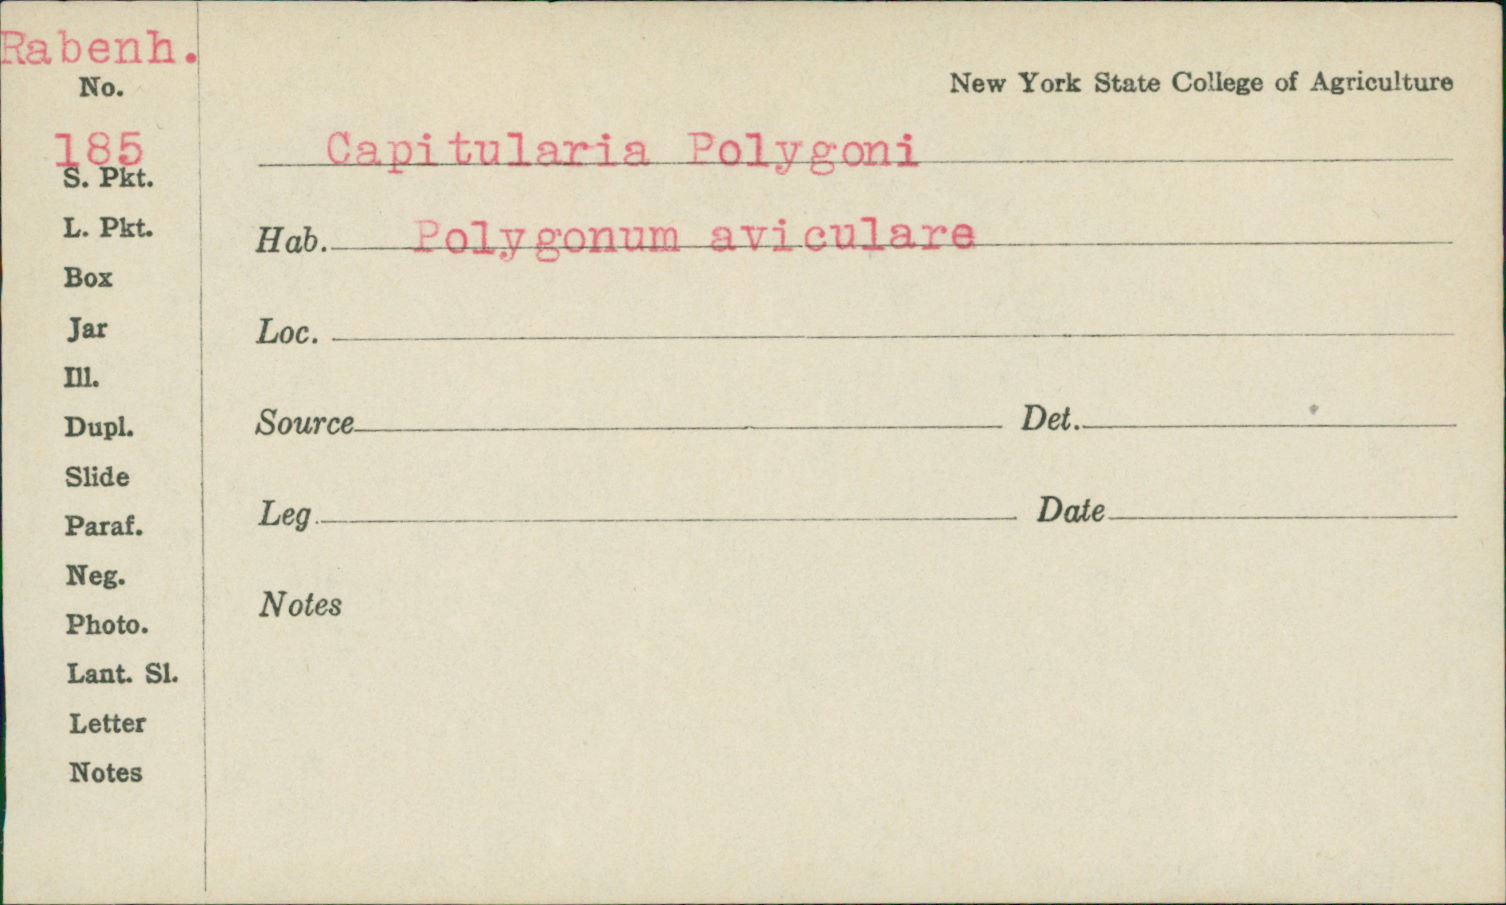 Rabenh.
No.
185
S. Pkt.
L. Pkt.
Box
Jar
Ill.
Dupl.
Slide
Paraf.
Neg.
Photo.
Lant. Sl.
Letter
Notes
New York State College of Agriculture
Capitularia Polygoni
Hab. Polygonum aviculare
Loc.
Source Det.
Leg Date
Notes